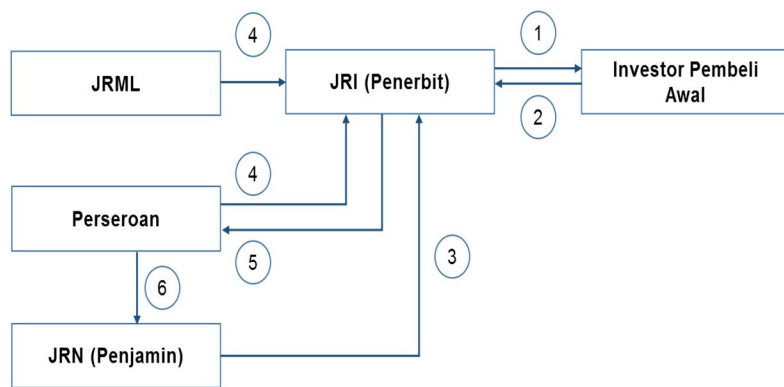 4
1
JRML
JRI (Penerbit)
Investor Pembeli
Awal
2
4
Perseroan
5
3
6
JRN (Penjamin)